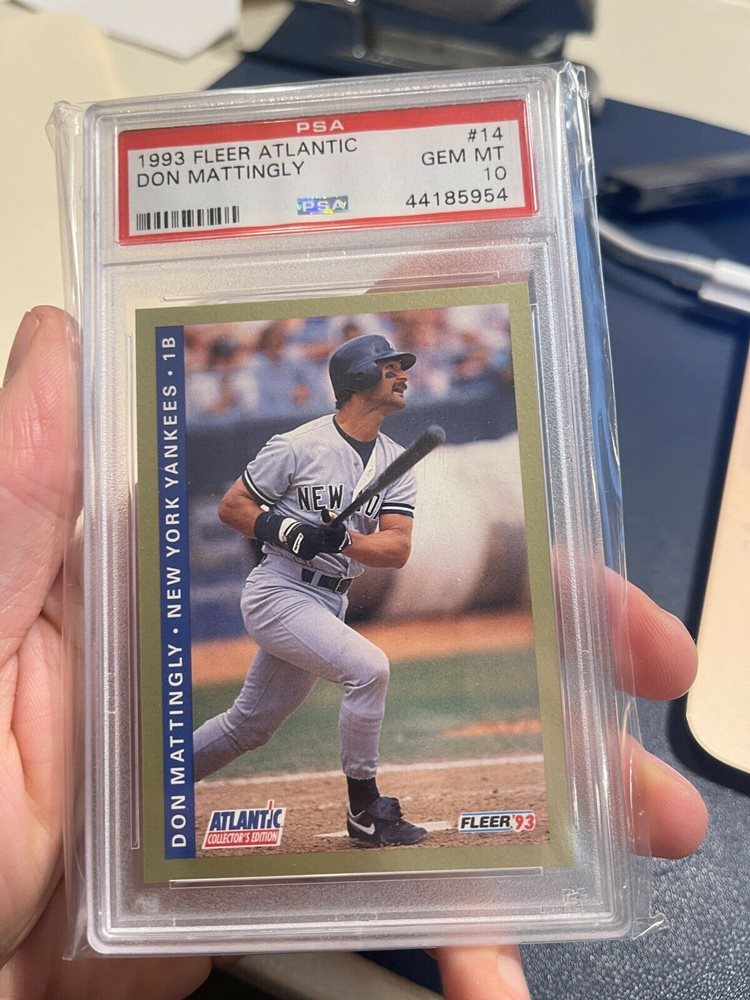 PSA
1993 FLEER ATLANTIC #14
DON MATTINGLY GEM MT
10
PSA 44185954
DON MATTINGLY • NEW YORK YANKEES • 1B
NEW
ATLANTIC
COLLECTOR'S EDITION
FLEER '93